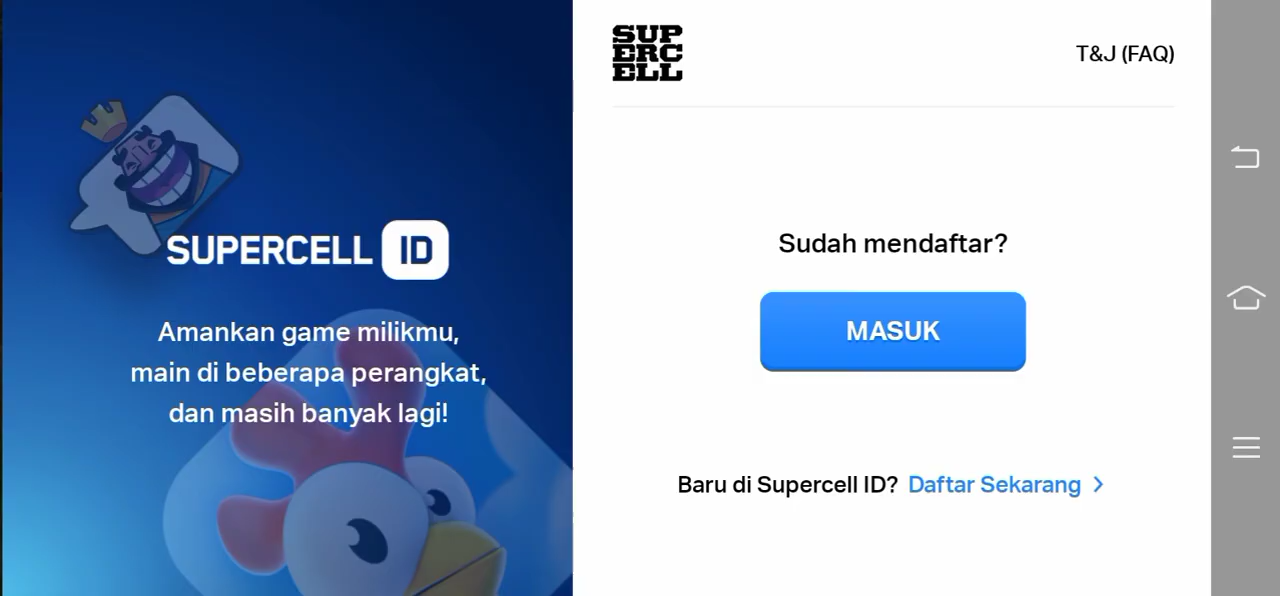 SUPERCELL ID
Amankan game milikmu,
main di beberapa perangkat,
dan masih banyak lagi!
SUP
ERC
ELL
T&J (FAQ)
Sudah mendaftar?
MASUK
Baru di Supercell ID? Daftar Sekarang